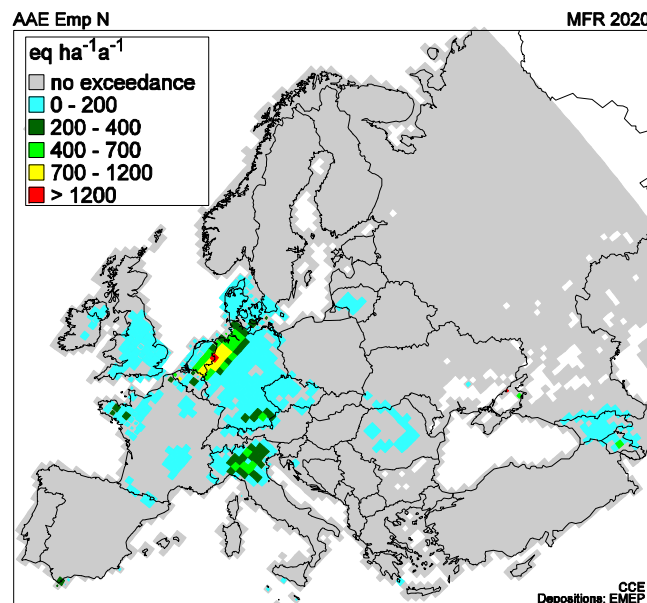 AAE Emp N MFR 2020
eq ha⁻¹a⁻¹
no exceedance
0 - 200
200 - 400
400 - 700
700 - 1200
> 1200
CCE
Depositions: EMEP